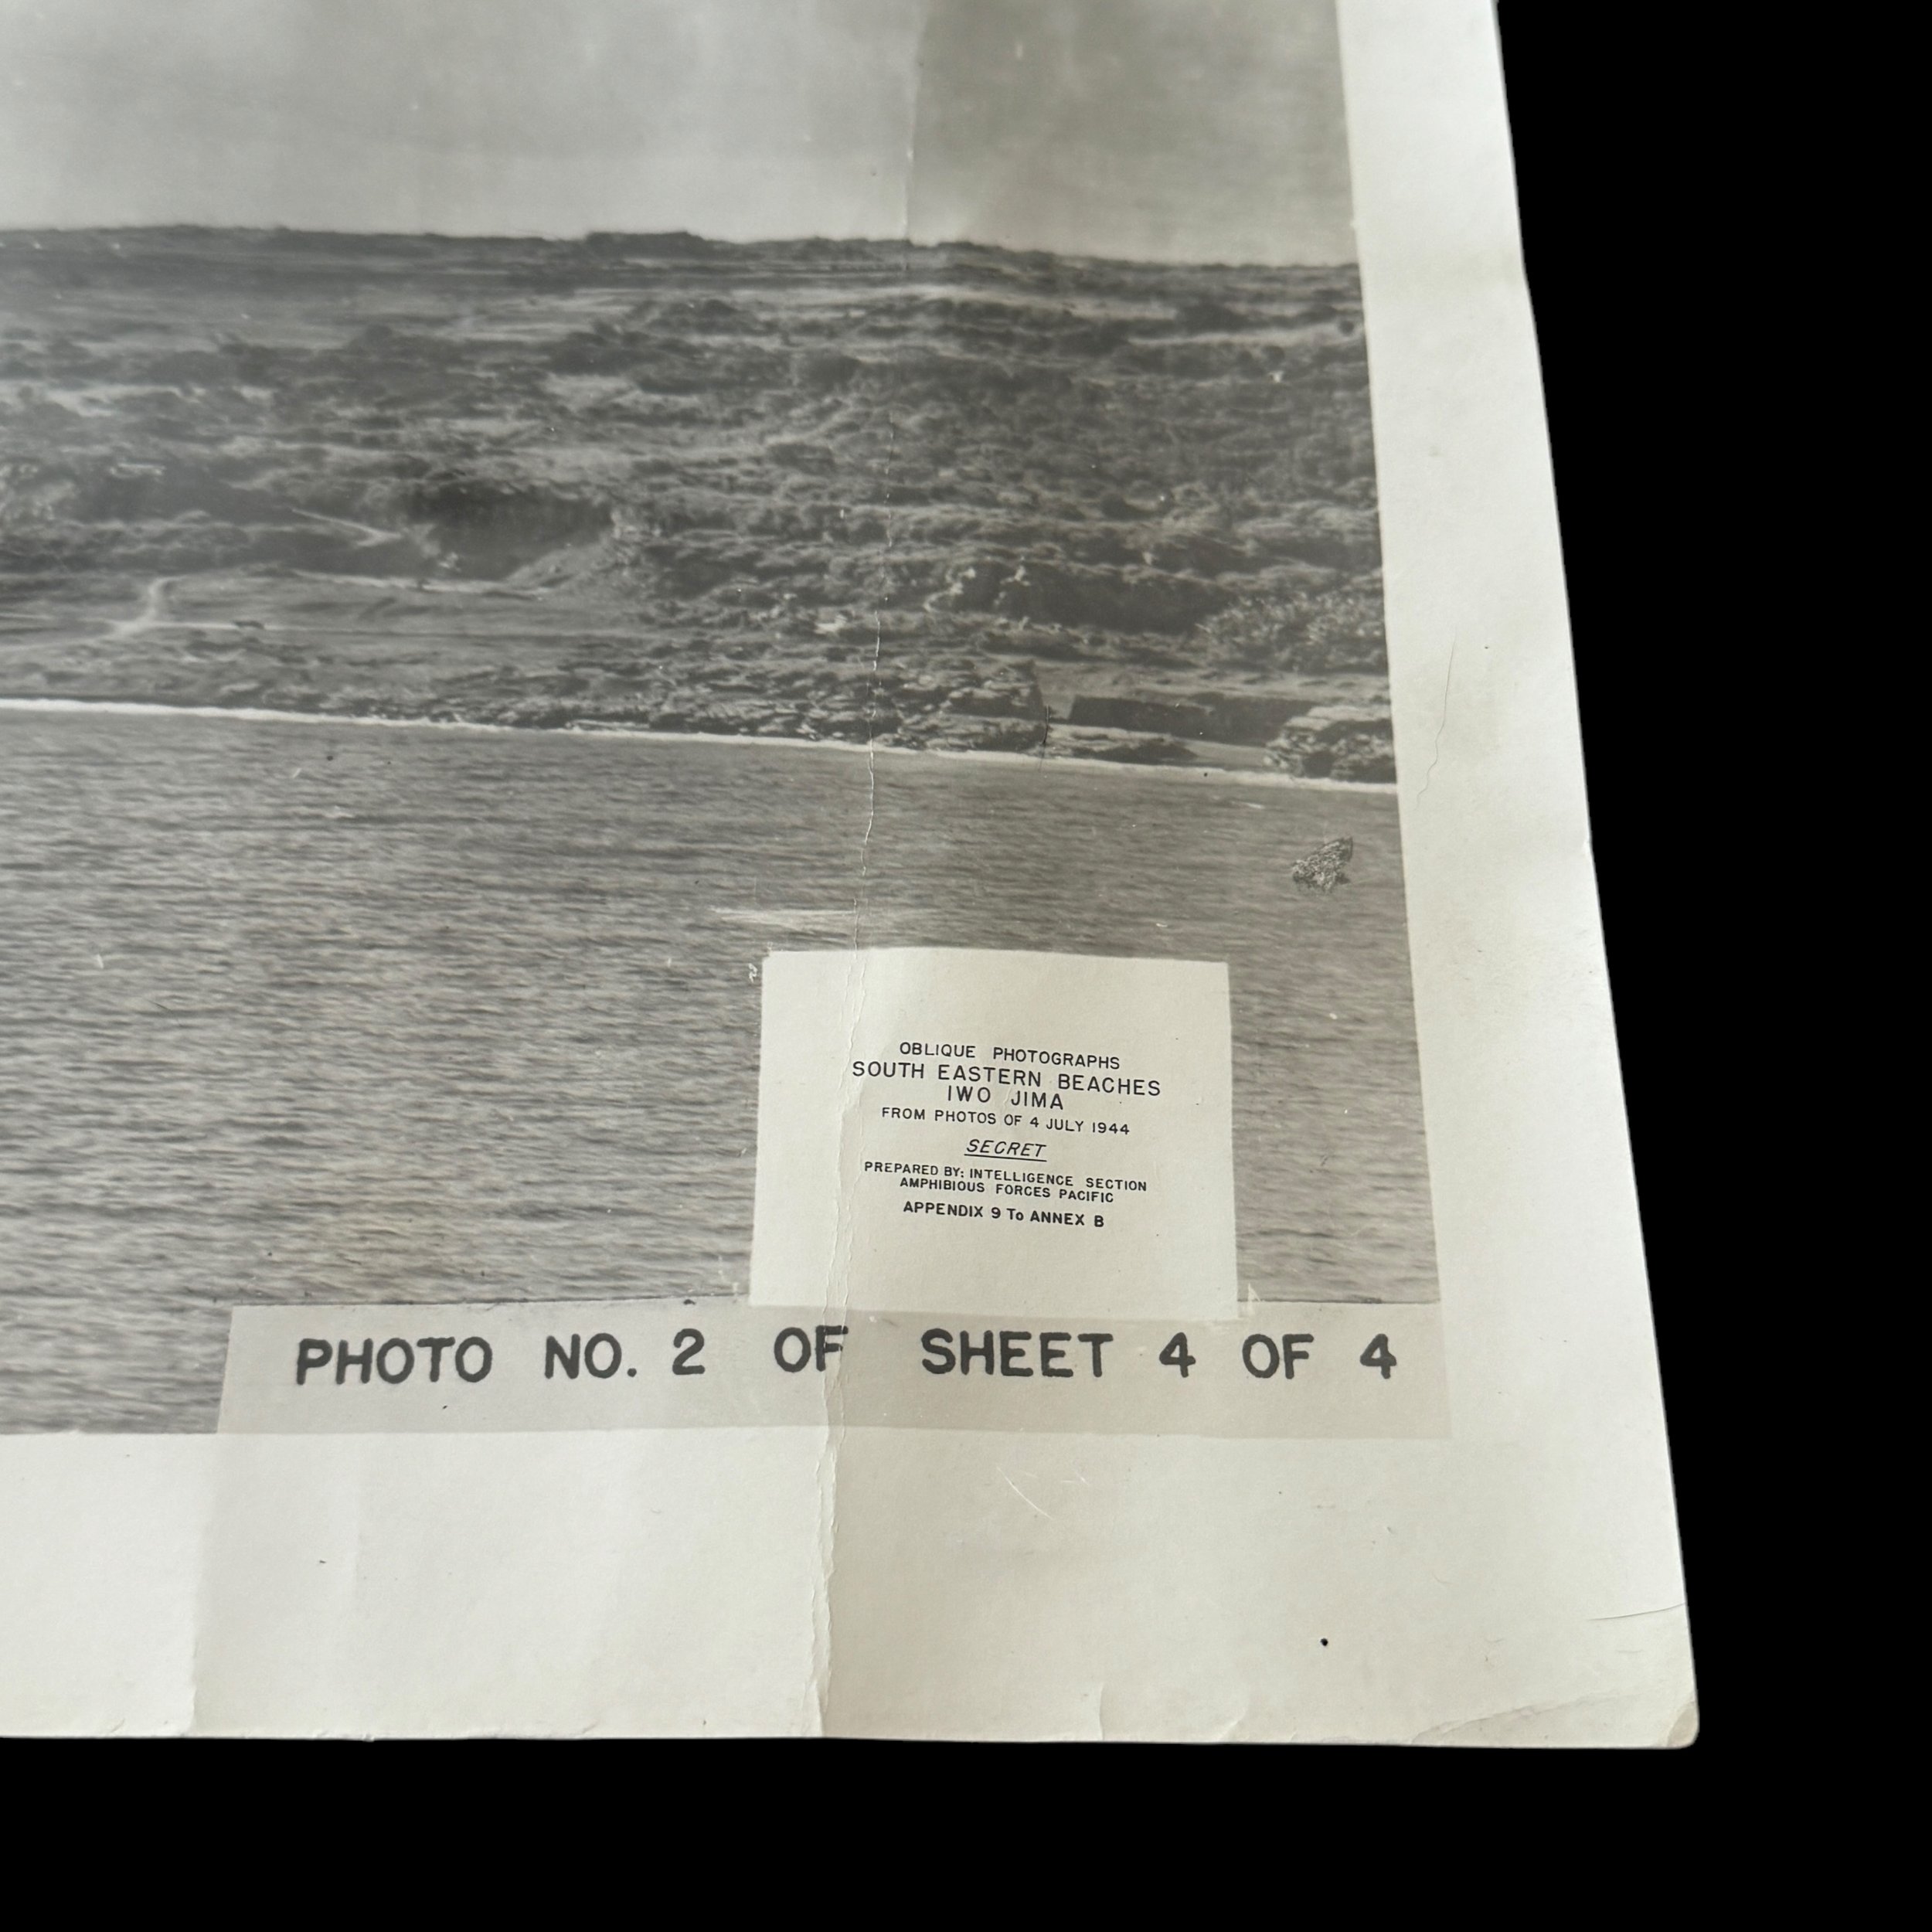 OBLIQUE PHOTOGRAPHS
SOUTH EASTERN BEACHES
IWO JIMA
FROM PHOTOS OF 4 JULY 1944
SECRET
PREPARED BY: INTELLIGENCE SECTION
AMPHIBIOUS FORCES PACIFIC
APPENDIX 9 To ANNEX B
PHOTO NO. 2 OF SHEET 4 OF 4